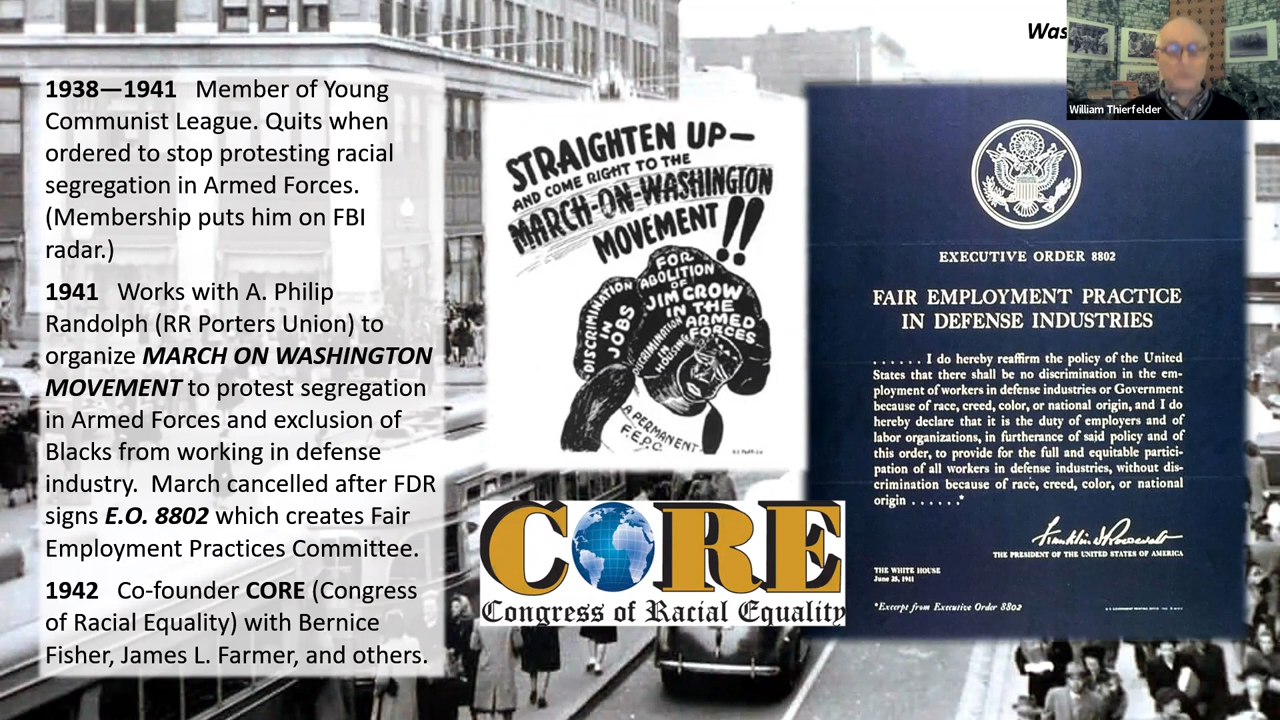 Was
William Thierfelder
1938—1941 Member of Young
Communist League. Quits when
ordered to stop protesting racial
segregation in Armed Forces.
(Membership puts him on FBI
radar.)
1941 Works with A. Philip
Randolph (RR Porters Union) to
organize MARCH ON WASHINGTON
MOVEMENT to protest segregation
in Armed Forces and exclusion of
Blacks from working in defense
industry. March cancelled after FDR
signs E.O. 8802 which creates Fair
Employment Practices Committee.
1942 Co-founder CORE (Congress
of Racial Equality) with Bernice
Fisher, James L. Farmer, and others.
STRAIGHTEN UP—
AND COME RIGHT TO THE
MARCH-ON-WASHINGTON
MOVEMENT!!
DISCRIMINATION
IN
JOBS
FOR
ABOLITION
OF
JIM CROW
IN THE
ARMED
FORCES
DISCRIMINATION
IN
HOUSING
A PERMANENT
F.E.P.C.
CORE
Congress of Racial Equality
EXECUTIVE ORDER 8802
FAIR EMPLOYMENT PRACTICE
IN DEFENSE INDUSTRIES
. . . . . . I do hereby reaffirm the policy of the United
States that there shall be no discrimination in the em-
ployment of workers in defense industries or Government
because of race, creed, color, or national origin, and I do
hereby declare that it is the duty of employers and of
labor organizations, in furtherance of said policy and of
this order, to provide for the full and equitable partici-
pation of all workers in defense industries, without dis-
crimination because of race, creed, color, or national
origin . . . . . .*
Franklin D Roosevelt
THE PRESIDENT OF THE UNITED STATES OF AMERICA
THE WHITE HOUSE
June 25, 1941
*Excerpt from Executive Order 8802